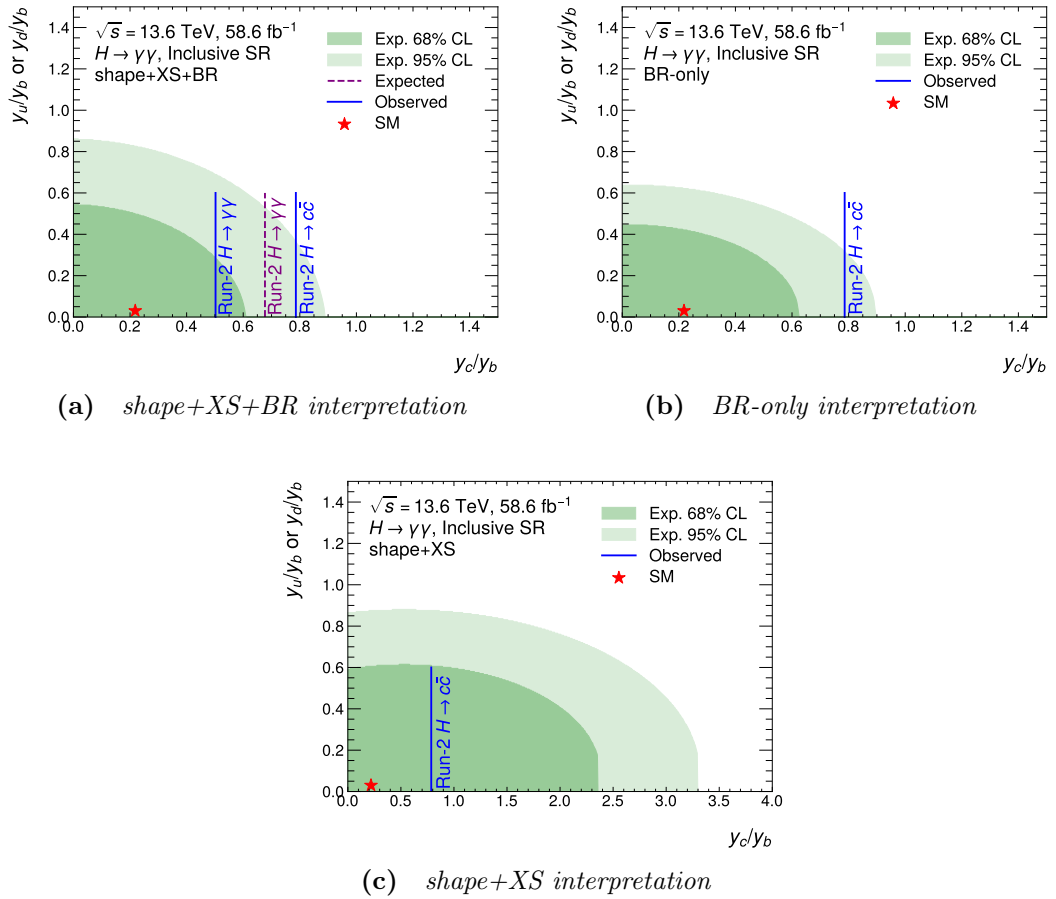 √s = 13.6 TeV, 58.6 fb⁻¹
H → γγ, Inclusive SR
shape+XS+BR
Exp. 68% CL
Exp. 95% CL
Expected
Observed
SM
y_u/y_b or y_d/y_b
1.4
1.2
1.0
0.8
0.6
0.4
0.2
0.0
Run-2 H → γγ
Run-2 H → γγ
Run-2 H → cc̄
0.0 0.2 0.4 0.6 0.8 1.0 1.2 1.4
y_c/y_b
(a) shape+XS+BR interpretation
√s = 13.6 TeV, 58.6 fb⁻¹
H → γγ, Inclusive SR
BR-only
Exp. 68% CL
Exp. 95% CL
Observed
SM
y_u/y_b or y_d/y_b
1.4
1.2
1.0
0.8
0.6
0.4
0.2
0.0
Run-2 H → cc̄
0.0 0.2 0.4 0.6 0.8 1.0 1.2 1.4
y_c/y_b
(b) BR-only interpretation
√s = 13.6 TeV, 58.6 fb⁻¹
H → γγ, Inclusive SR
shape+XS
Exp. 68% CL
Exp. 95% CL
Observed
SM
y_u/y_b or y_d/y_b
1.4
1.2
1.0
0.8
0.6
0.4
0.2
0.0
Run-2 H → cc̄
0.0 0.5 1.0 1.5 2.0 2.5 3.0 3.5 4.0
y_c/y_b
(c) shape+XS interpretation